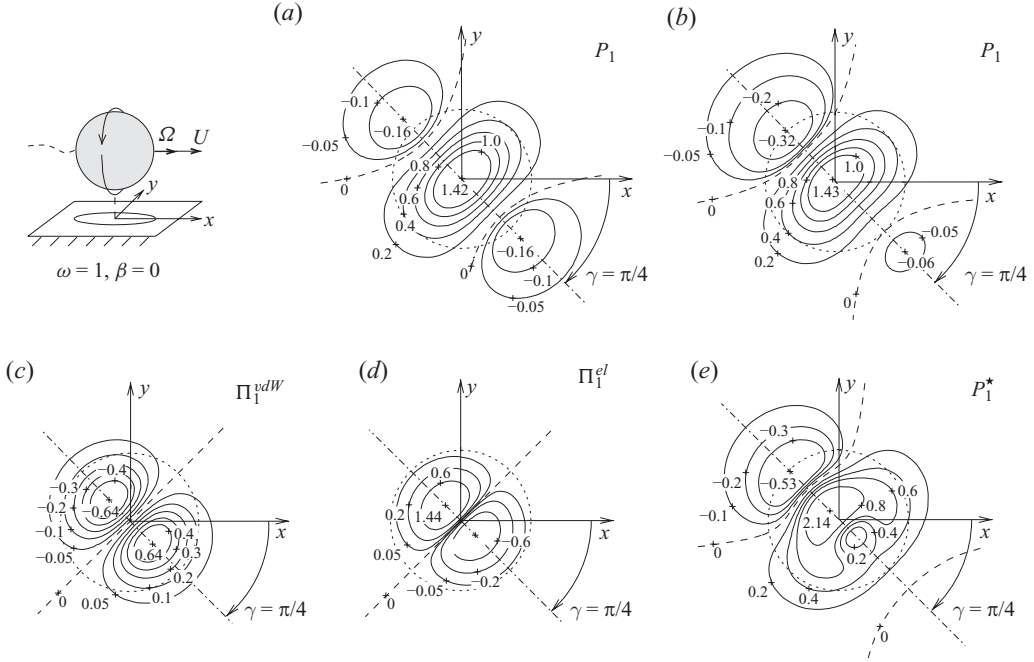 (a)
y
P₁
−0.1
−0.16
−0.05
0
1.0
0.8
1.42
0.6
0.4
0.2
x
−0.16
0
−0.1
−0.05
γ = π/4
(b)
y
P₁
−0.2
−0.1
−0.32
−0.05
0
1.0
0.8
1.43
0.6
0.4
0.2
x
−0.05
−0.06
0
γ = π/4
Ω U
y
x
ω = 1, β = 0
(c)
y
Π₁ᵛᵈᵂ
−0.4
−0.3
−0.2
−0.64
−0.1
−0.05
x
0.4
0.64
0.3
0.2
0.1
0.05
0
γ = π/4
(d)
y
Π₁ᵉˡ
0.6
0.2
1.44
x
−0.6
0.05
−0.2
−0.05
0
γ = π/4
(e)
y
P₁★
−0.3
−0.2
−0.53
−0.1
0
0.6
0.8
2.14
x
−0.4
0.2
0.2
0.4
0
γ = π/4